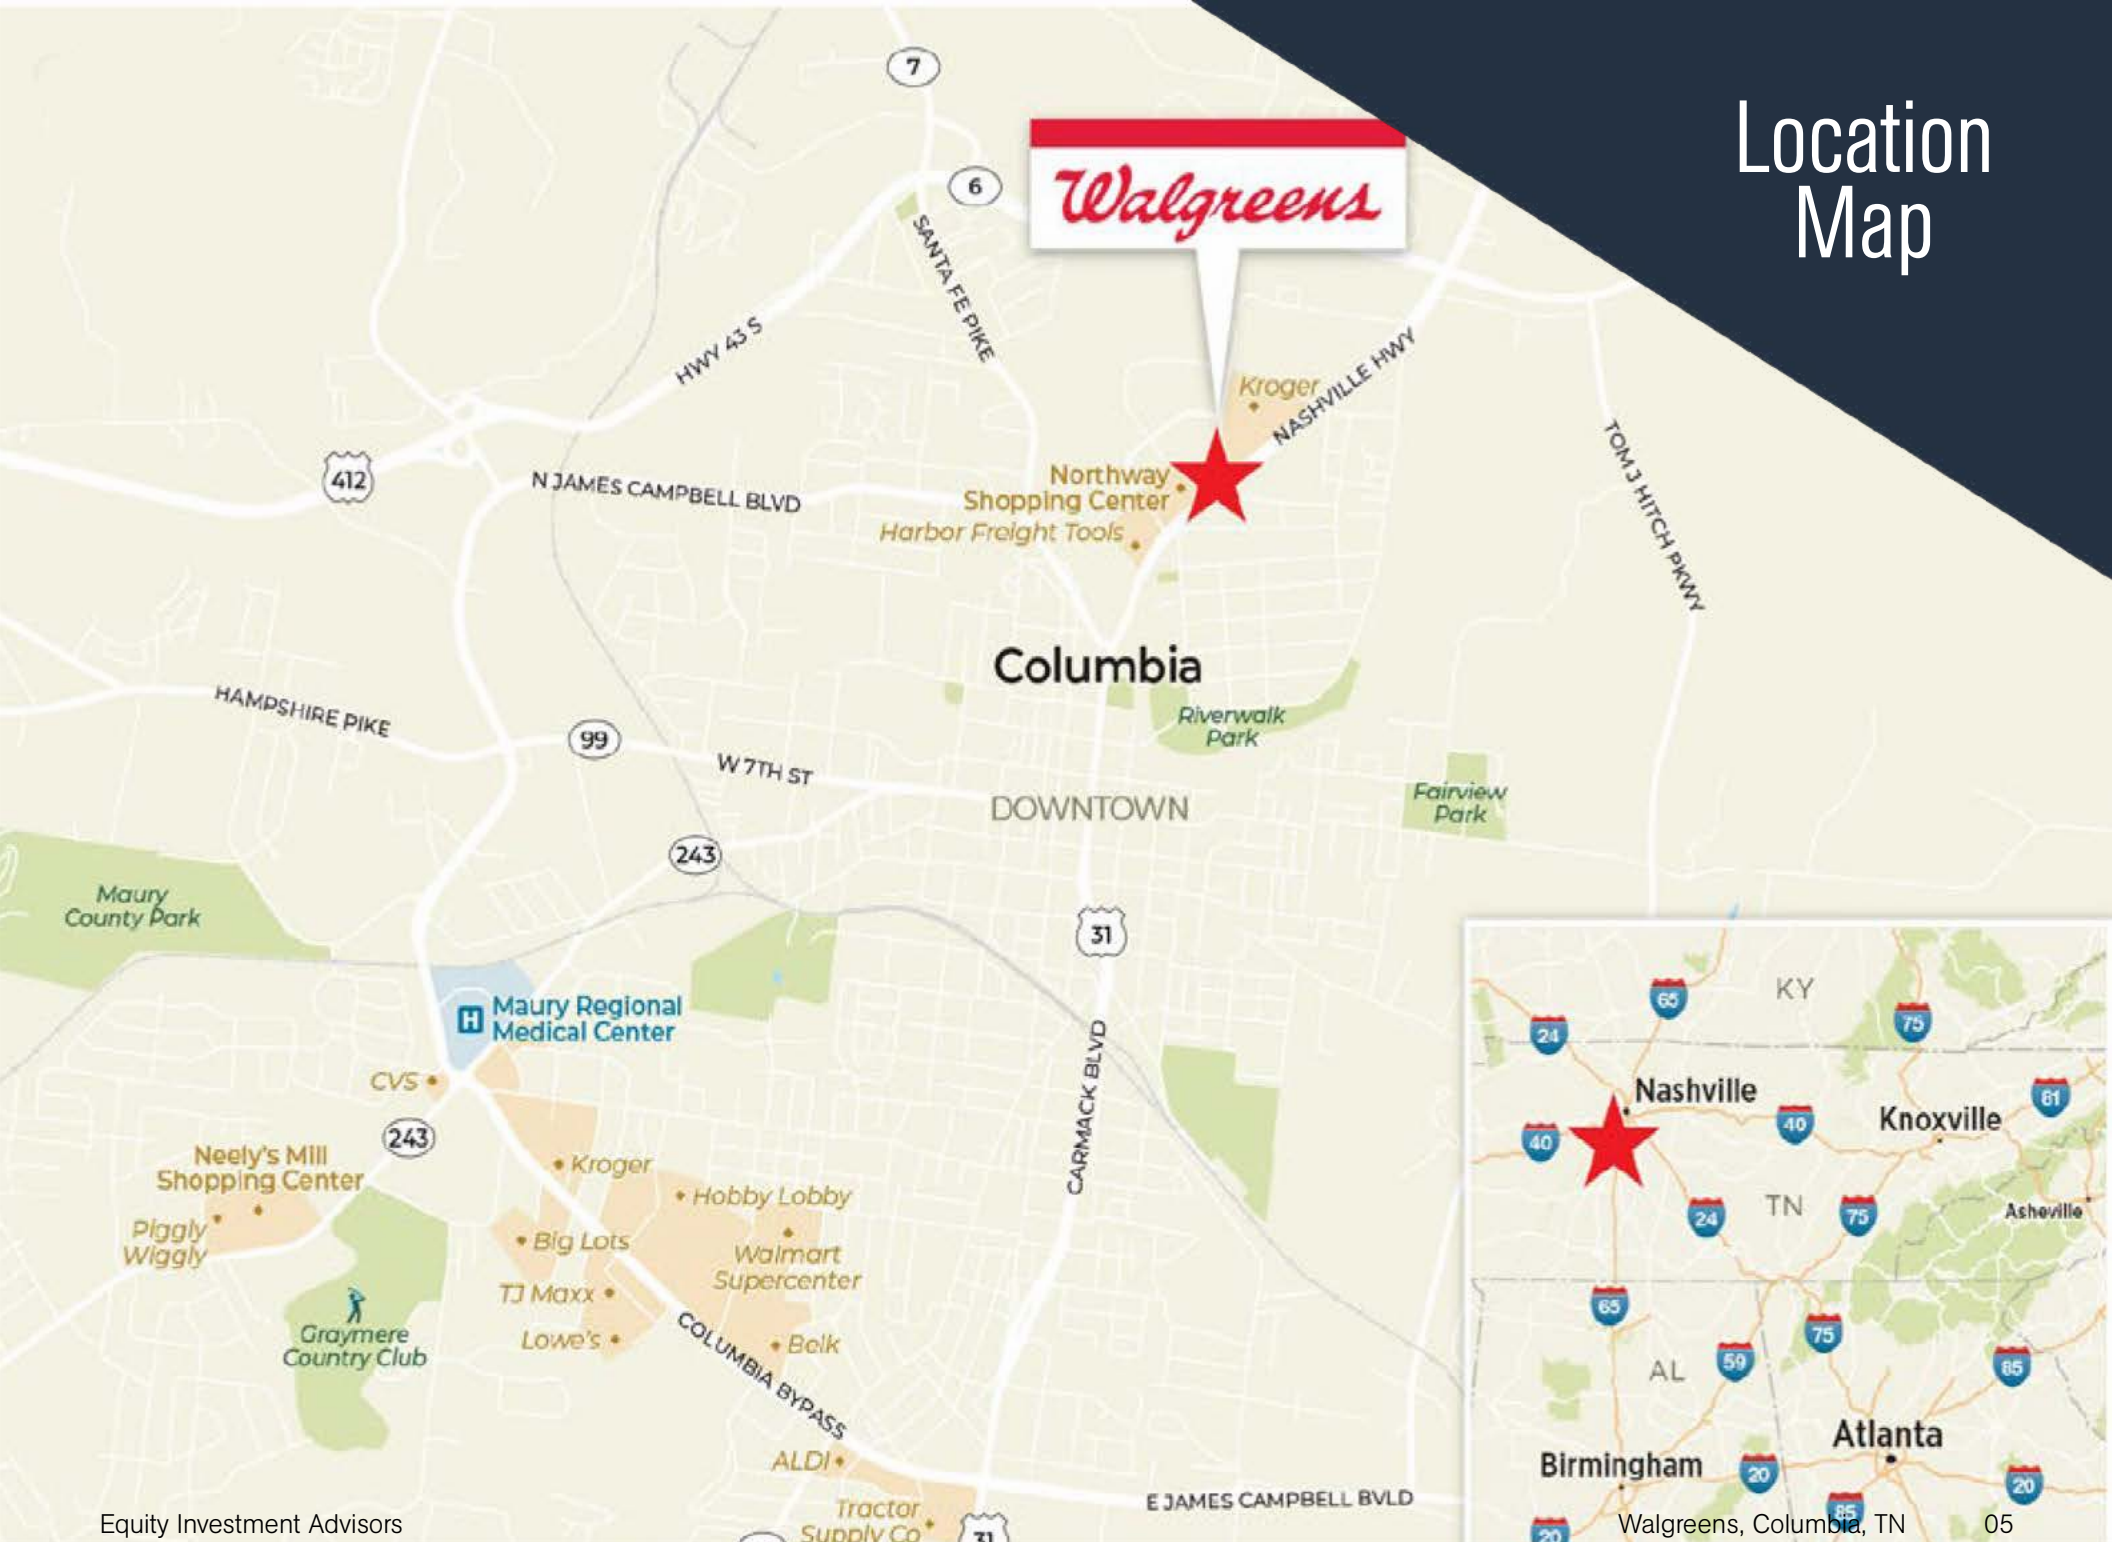 Location
Map
7
6
Walgreens
SANTA FE PIKE
HWY 43 S
NASHVILLE HWY
Kroger
412
N JAMES CAMPBELL BLVD
Northway
Shopping Center
Harbor Freight Tools
TOM J HITCH PKWY
Columbia
HAMPSHIRE PIKE
99
W 7TH ST
Riverwalk
Park
DOWNTOWN
Fairview
Park
243
Maury
County Park
31
Maury Regional
Medical Center
CVS
243
CARMACK BLVD
Neely's Mill
Shopping Center
Piggly
Wiggly
Kroger
Hobby Lobby
Big Lots
Walmart
Supercenter
TJ Maxx
Lowe's
Belk
Graymere
Country Club
COLUMBIA BYPASS
ALDI
Tractor
Supply Co
31
E JAMES CAMPBELL BVLD
65
KY
75
24
Nashville
81
40
40
Knoxville
24
TN
75
Asheville
65
75
AL
59
85
Atlanta
Birmingham
20
20
85
20
Equity Investment Advisors
Walgreens, Columbia, TN
05